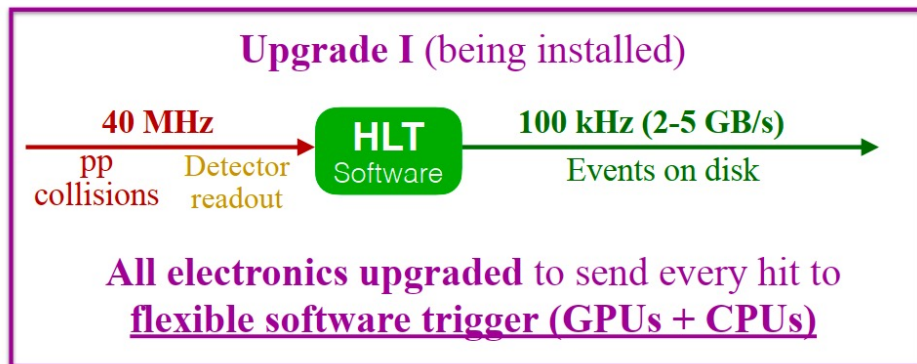 Upgrade I (being installed)
40 MHz
pp
collisions
Detector
readout
HLT
Software
100 kHz (2-5 GB/s)
Events on disk
All electronics upgraded to send every hit to
flexible software trigger (GPUs + CPUs)